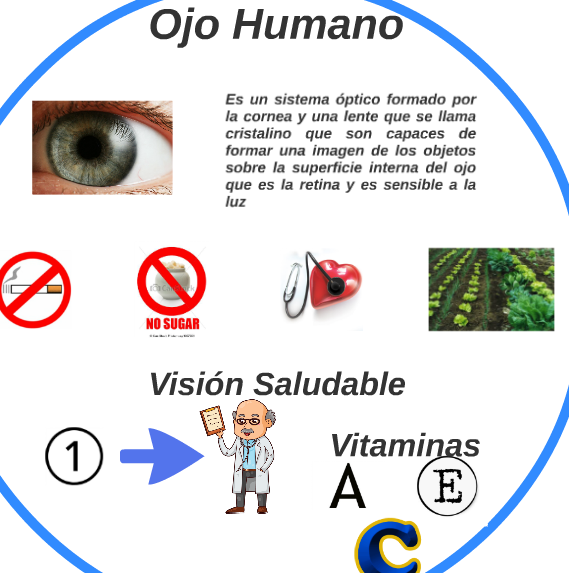 Ojo Humano
Es un sistema óptico formado por
la cornea y una lente que se llama
cristalino que son capaces de
formar una imagen de los objetos
sobre la superficie interna del ojo
que es la retina y es sensible a la
luz
NO SUGAR
Visión Saludable
1
Vitaminas
A
E
C